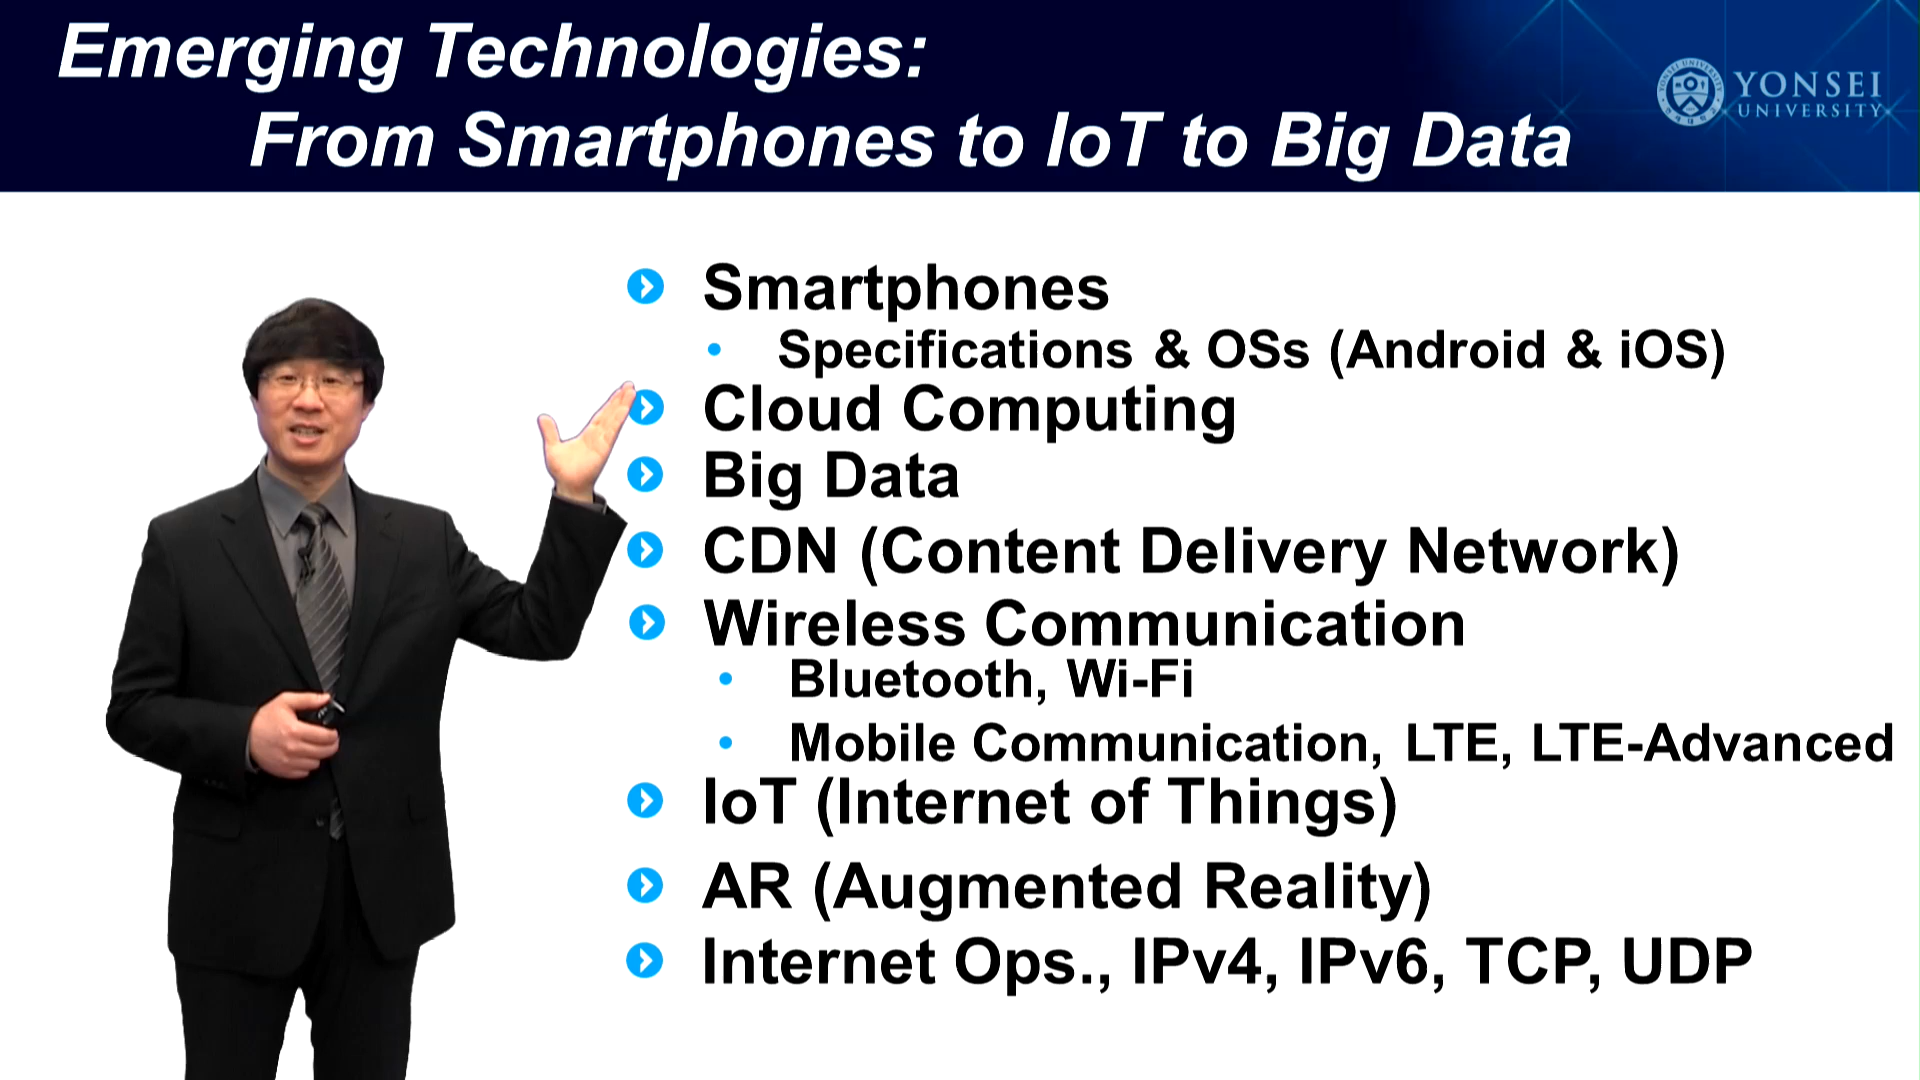 Emerging Technologies:
From Smartphones to IoT to Big Data
YONSEI
UNIVERSITY
Smartphones
• Specifications & OSs (Android & iOS)
Cloud Computing
Big Data
CDN (Content Delivery Network)
Wireless Communication
• Bluetooth, Wi-Fi
• Mobile Communication, LTE, LTE-Advanced
IoT (Internet of Things)
AR (Augmented Reality)
Internet Ops., IPv4, IPv6, TCP, UDP